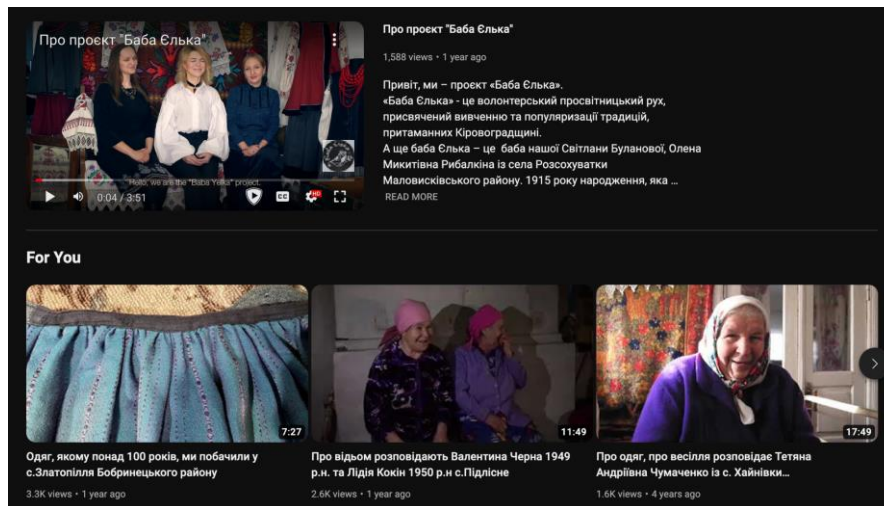 Про проєкт "Баба Єлька"
Hello, we are the "Baba Yelka" project.
0:04 / 3:51
CC
HD
Про проєкт "Баба Єлька"
1,588 views • 1 year ago
Привіт, ми – проєкт «Баба Єлька».
«Баба Єлька» - це волонтерський просвітницький рух,
присвячений вивченню та популяризації традицій,
притаманних Кіровоградщині.
А ще баба Єлька – це баба нашої Світлани Буланової, Олена
Микитівна Рибалкіна із села Розсохуватки
Маловисківського району. 1915 року народження, яка ...
READ MORE
For You
7:27
Одяг, якому понад 100 років, ми побачили у
с.Златопілля Бобринецького району
3.3K views • 1 year ago
11:49
Про відьом розповідають Валентина Черна 1949
р.н. та Лідія Кокін 1950 р.н с.Підлісне
2.6K views • 1 year ago
17:49
Про одяг, про весілля розповідає Тетяна
Андріївна Чумаченко із с. Хайнівки...
1.6K views • 4 years ago